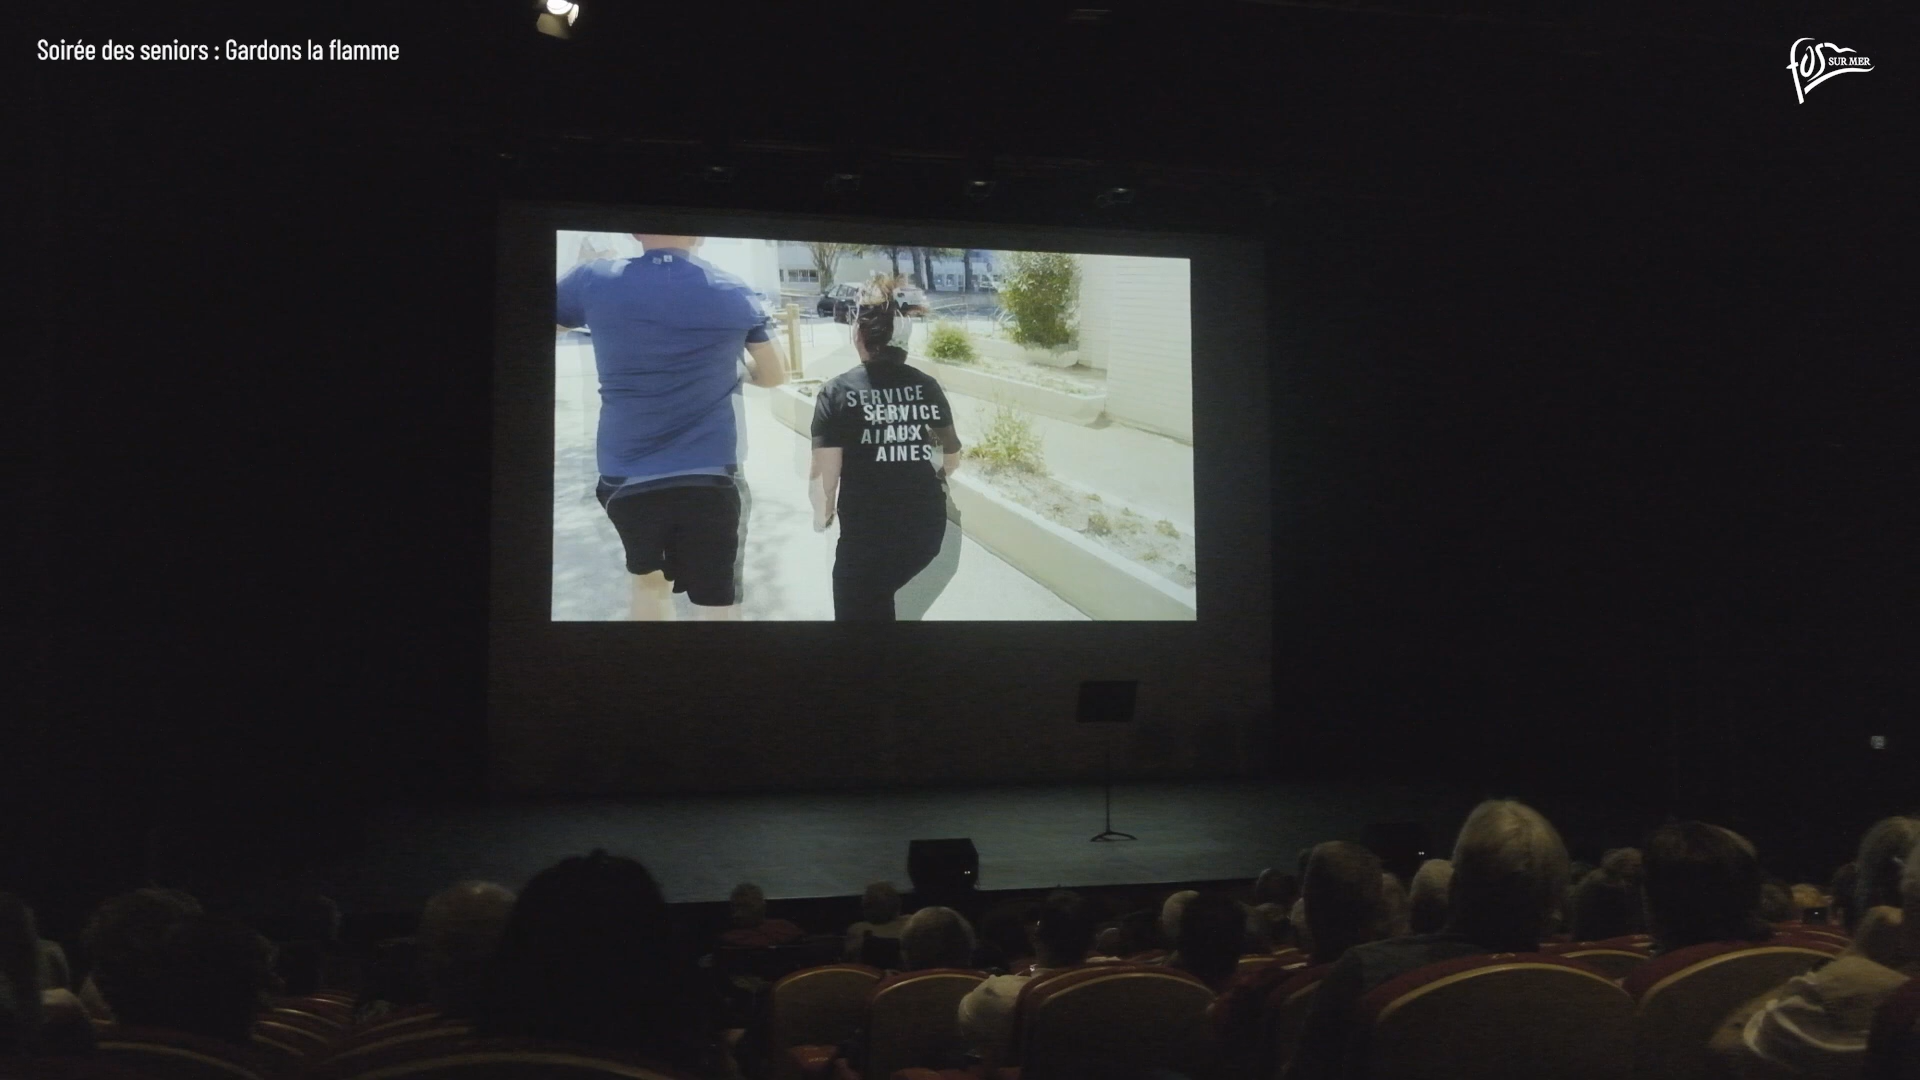 Soirée des seniors : Gardons la flamme
fos SUR MER
SERVICE
SERVICE
AUX
AINES